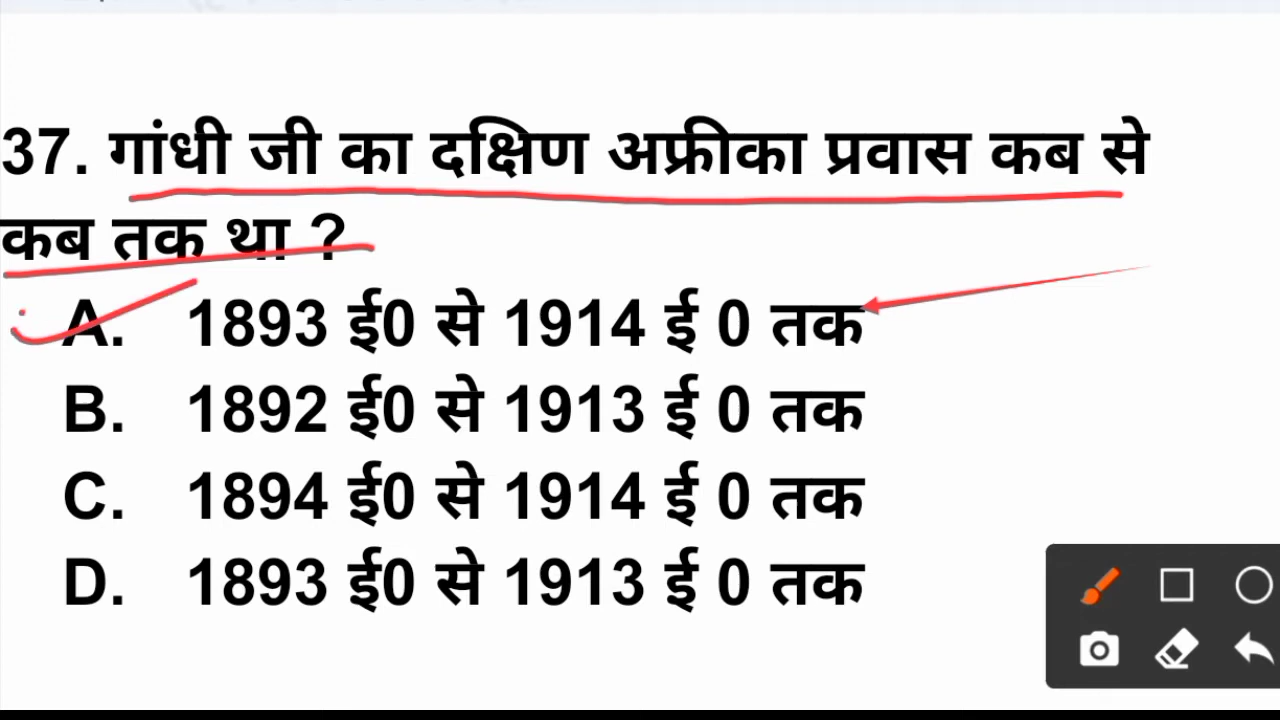 37. गांधी जी का दक्षिण अफ्रीका प्रवास कब से
कब तक था ?
A. 1893 ई0 से 1914 ई 0 तक
B. 1892 ई0 से 1913 ई 0 तक
C. 1894 ई0 से 1914 ई 0 तक
D. 1893 ई0 से 1913 ई 0 तक